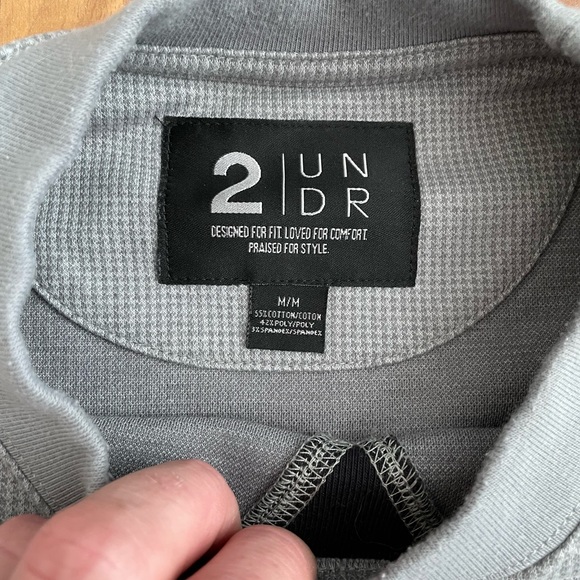 2 UN
DR
DESIGNED FOR FIT. LOVED FOR COMFORT.
PRAISED FOR STYLE.
M/M
55% COTTON/COTON
42% POLY/POLY
3% SPANDEX/SPANDEX